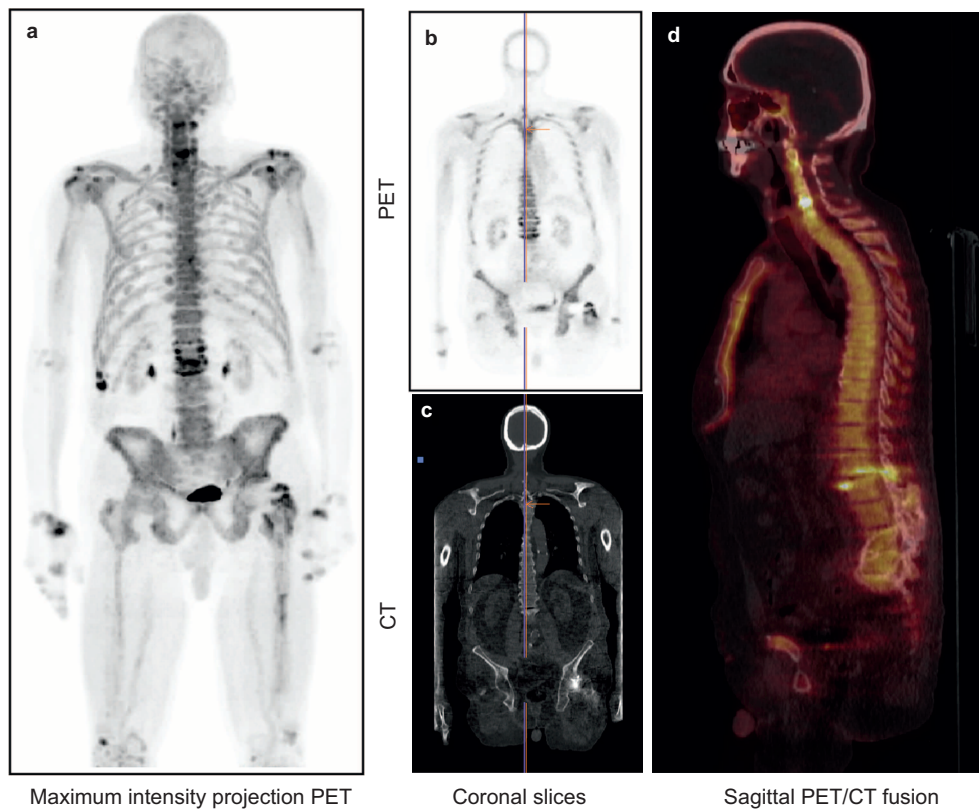 a
b
d
PET
c
CT
Maximum intensity projection PET
Coronal slices
Sagittal PET/CT fusion